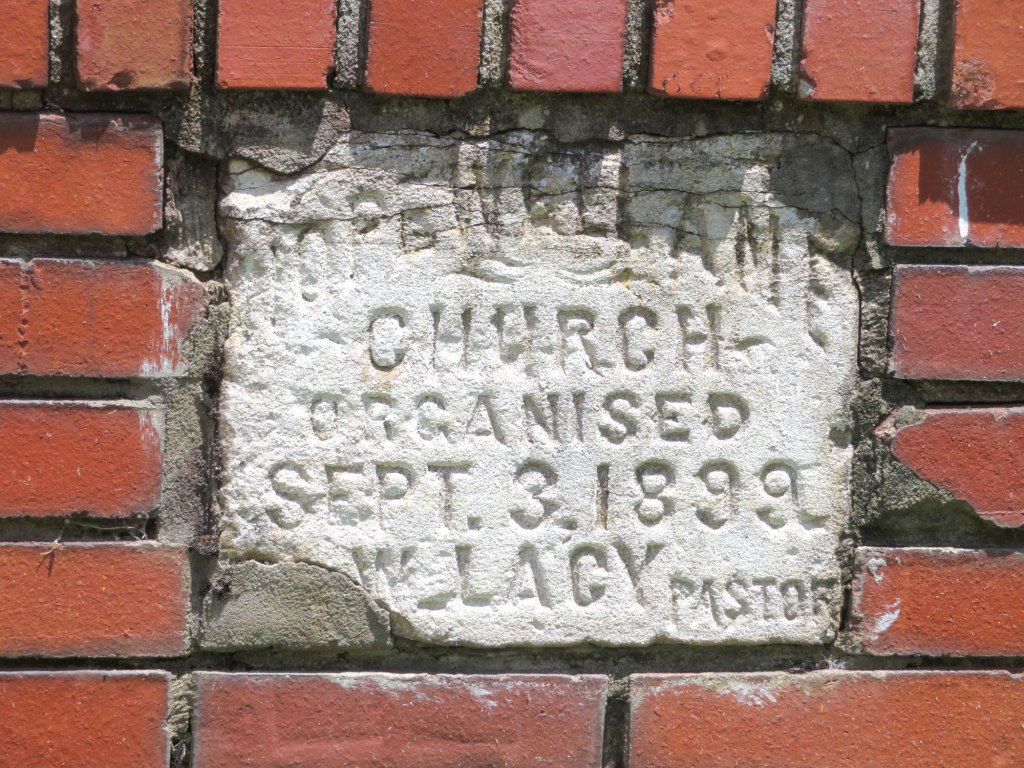 CHURCH
ORGANISED
SEPT. 3. 1899
W. LACY PASTOR